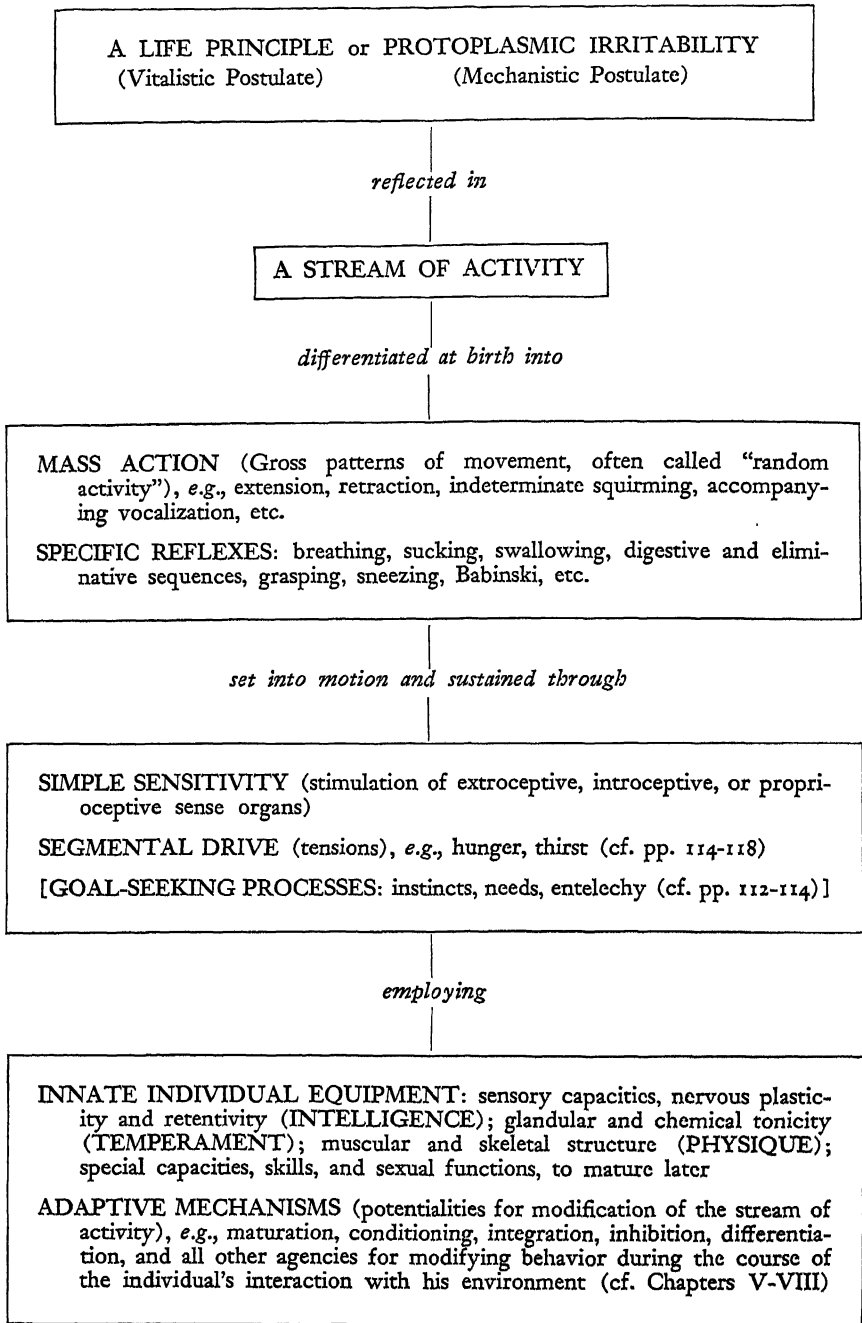 A LIFE PRINCIPLE or PROTOPLASMIC IRRITABILITY
(Vitalistic Postulate) (Mechanistic Postulate)
reflected in
A STREAM OF ACTIVITY
differentiated at birth into
MASS ACTION (Gross patterns of movement, often called “random
activity”), e.g., extension, retraction, indeterminate squirming, accompany-
ing vocalization, etc.
SPECIFIC REFLEXES: breathing, sucking, swallowing, digestive and elimi-
native sequences, grasping, sneezing, Babinski, etc.
set into motion and sustained through
SIMPLE SENSITIVITY (stimulation of extroceptive, introceptive, or propri-
oceptive sense organs)
SEGMENTAL DRIVE (tensions), e.g., hunger, thirst (cf. pp. 114-118)
[GOAL-SEEKING PROCESSES: instincts, needs, entelechy (cf. pp. 112-114)]
employing
INNATE INDIVIDUAL EQUIPMENT: sensory capacities, nervous plastic-
ity and retentivity (INTELLIGENCE); glandular and chemical tonicity
(TEMPERAMENT); muscular and skeletal structure (PHYSIQUE);
special capacities, skills, and sexual functions, to mature later
ADAPTIVE MECHANISMS (potentialities for modification of the stream of
activity), e.g., maturation, conditioning, integration, inhibition, differentia-
tion, and all other agencies for modifying behavior during the course of
the individual's interaction with his environment (cf. Chapters V-VIII)